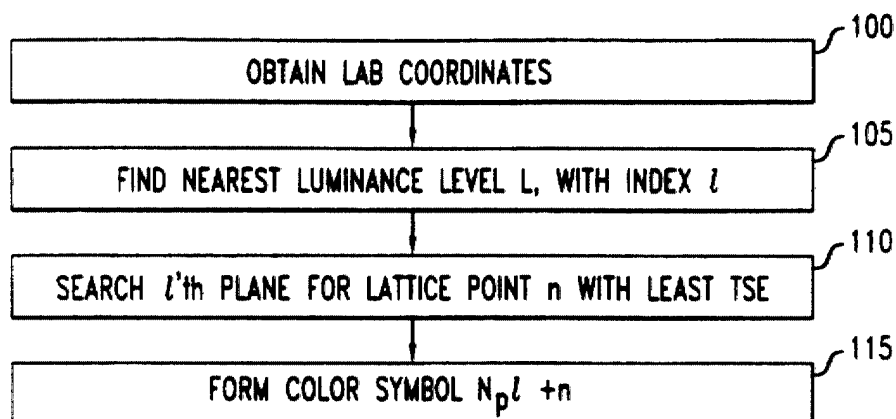 100
OBTAIN LAB COORDINATES
105
FIND NEAREST LUMINANCE LEVEL L, WITH INDEX l
110
SEARCH l'th PLANE FOR LATTICE POINT n WITH LEAST TSE
115
FORM COLOR SYMBOL Npl +n